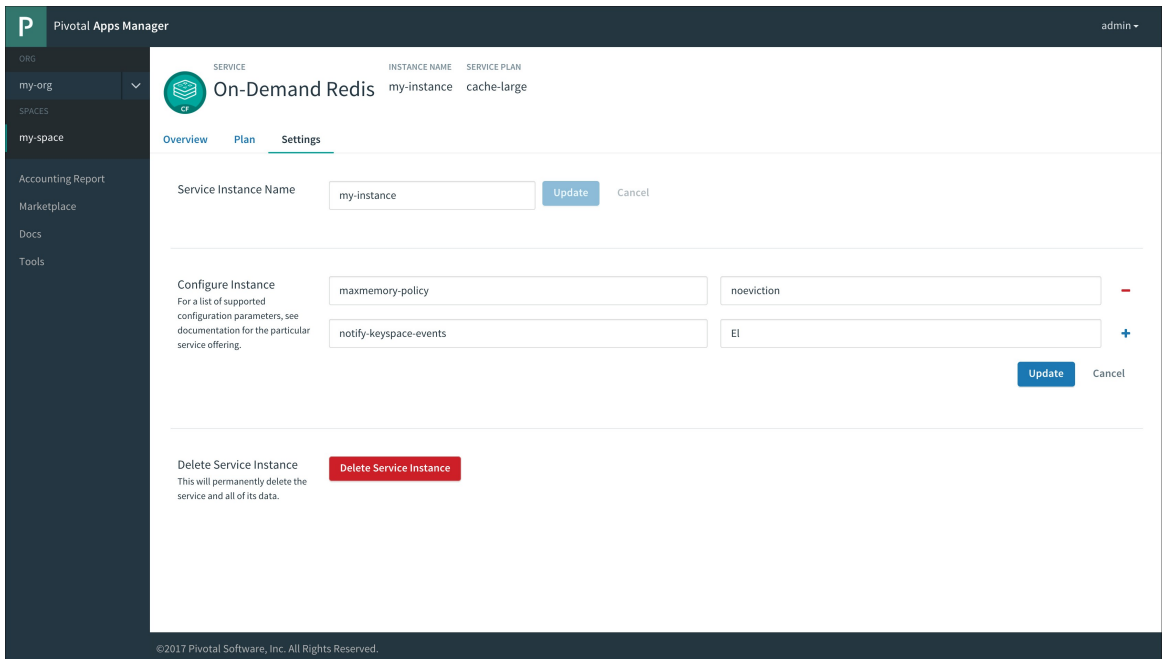 P
Pivotal Apps Manager
admin
ORG
my-org
SPACES
my-space
Accounting Report
Marketplace
Docs
Tools
CF
SERVICE
On-Demand Redis
INSTANCE NAME
my-instance
SERVICE PLAN
cache-large
Overview Plan Settings
Service Instance Name
my-instance
Update Cancel
Configure Instance
For a list of supported
configuration parameters, see
documentation for the particular
service offering.
maxmemory-policy noeviction
notify-keyspace-events El
Update Cancel
Delete Service Instance
This will permanently delete the
service and all of its data.
Delete Service Instance
©2017 Pivotal Software, Inc. All Rights Reserved.